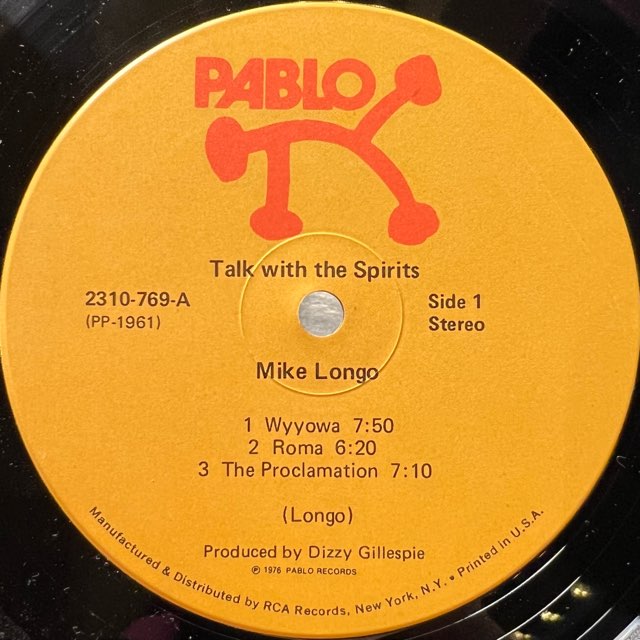 PABLO
Talk with the Spirits
2310-769-A
(PP-1961)
Side 1
Stereo
Mike Longo
1 Wyyowa 7:50
2 Roma 6:20
3 The Proclamation 7:10
(Longo)
Produced by Dizzy Gillespie
℗ 1976 PABLO RECORDS
Manufactured & Distributed by RCA Records, New York, N.Y. • Printed in U.S.A.